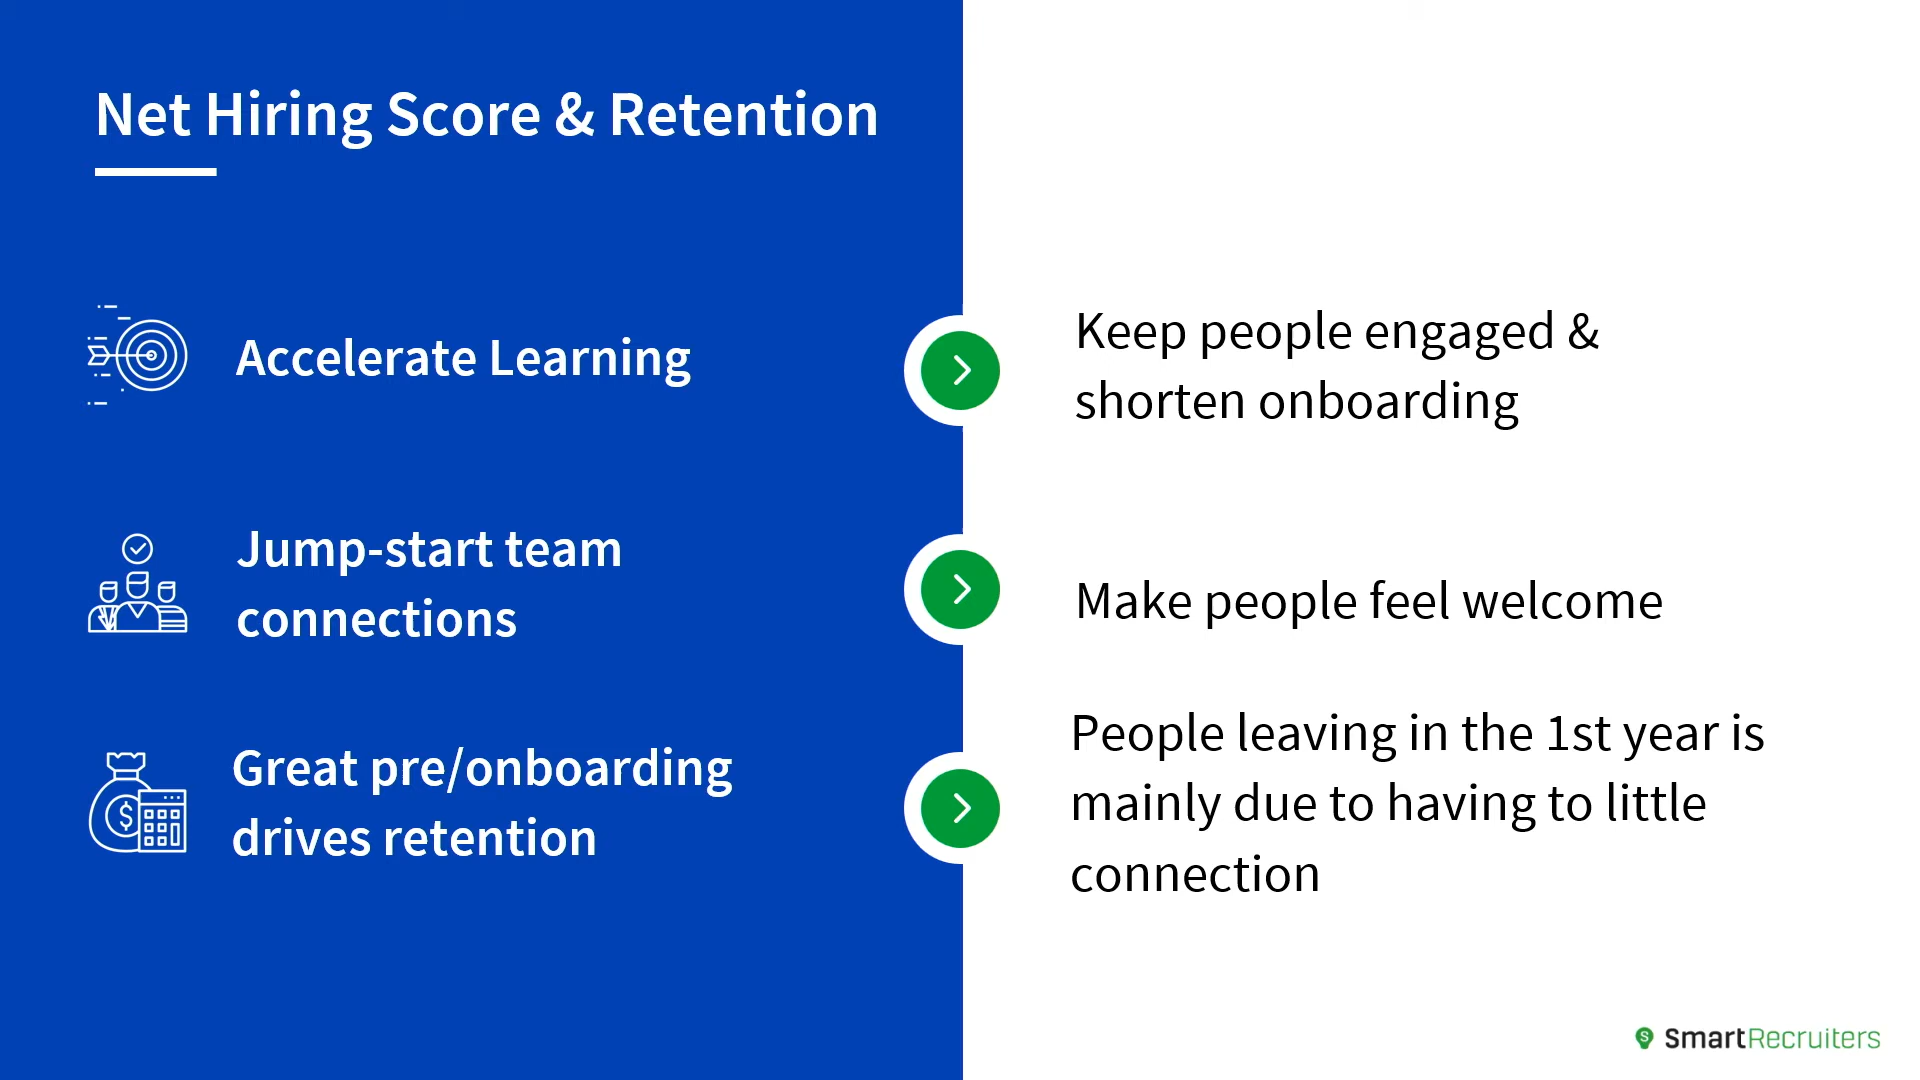 Net Hiring Score & Retention
Accelerate Learning
Keep people engaged &
shorten onboarding
Jump-start team
connections
Make people feel welcome
Great pre/onboarding
drives retention
People leaving in the 1st year is
mainly due to having to little
connection
SmartRecruiters